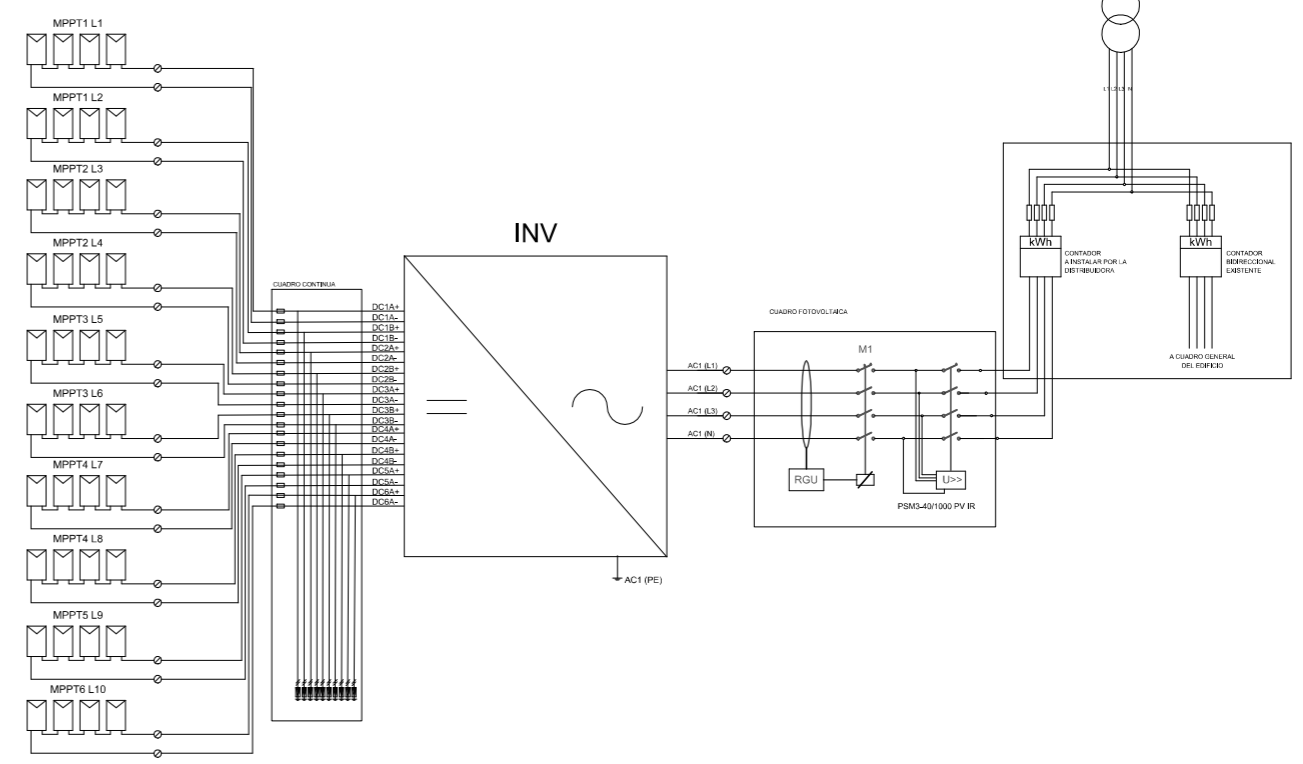 MPPT1 L1
MPPT1 L2
MPPT2 L3
MPPT2 L4
MPPT3 L5
MPPT3 L6
MPPT4 L7
MPPT4 L8
MPPT5 L9
MPPT6 L10
CUADRO CONTINUA
DC1A+
DC1A-
DC1B+
DC1B-
DC2A+
DC2A-
DC2B+
DC2B-
DC3A+
DC3A-
DC3B+
DC3B-
DC4A+
DC4A-
DC4B+
DC4B-
DC5A+
DC5A-
DC6A+
DC6A-
INV
AC1 (PE)
AC1 (L1)
AC1 (L2)
AC1 (L3)
AC1 (N)
CUADRO FOTOVOLTAICA
M1
RGU
U>>
PSM3-40/1000 PV IR
L1 L2 L3 N
kWh
CONTADOR
A INSTALAR POR LA
DISTRIBUIDORA
kWh
CONTADOR
BIDIRECCIONAL
EXISTENTE
A CUADRO GENERAL
DEL EDIFICIO